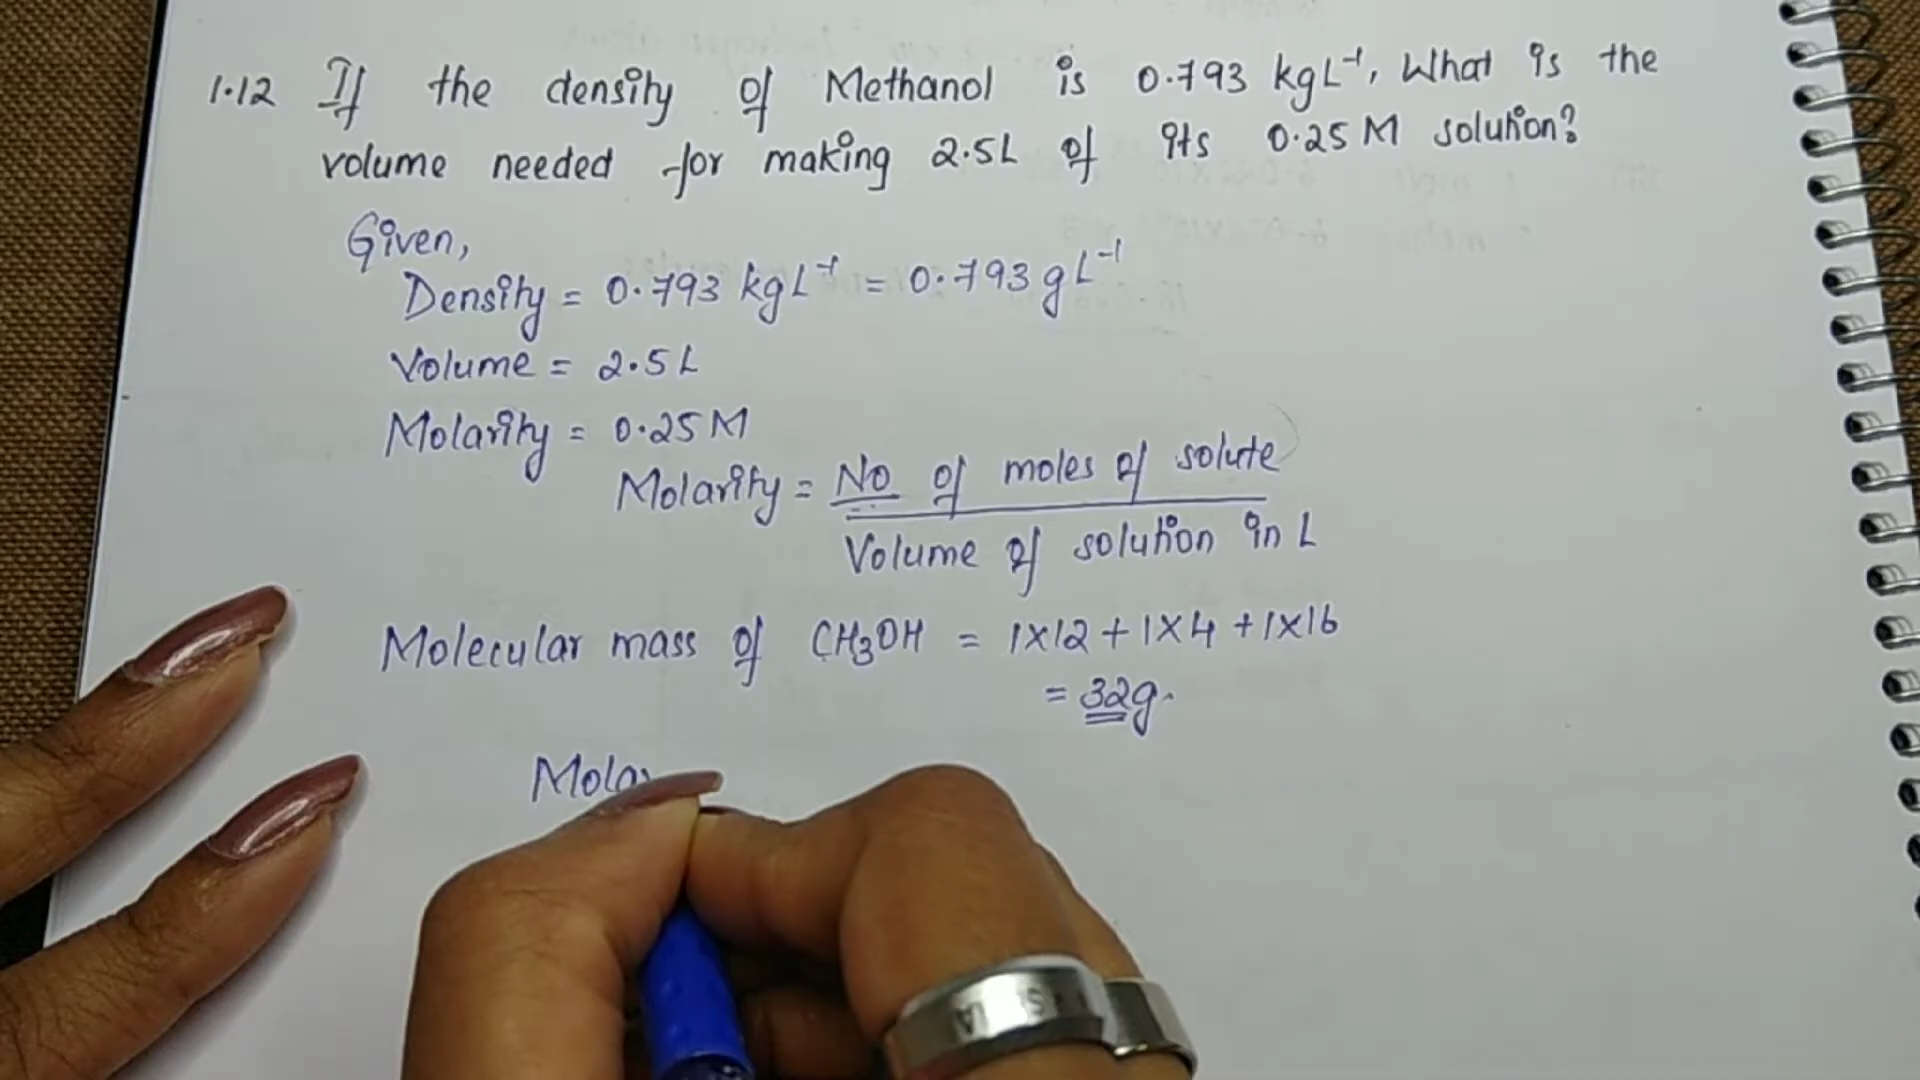 1.12 If the density of Methanol is 0.793 kgL⁻¹, What is the
volume needed for making 2.5L of its 0.25 M solution?
Given,
Density = 0.793 kgL⁻¹ = 0.793 gL⁻¹
Volume = 2.5 L
Molarity = 0.25 M
Molarity = No of moles of solute
Volume of solution in L
Molecular mass of CH₃OH = 1×12 + 1×4 + 1×16
= 32g.
Molar